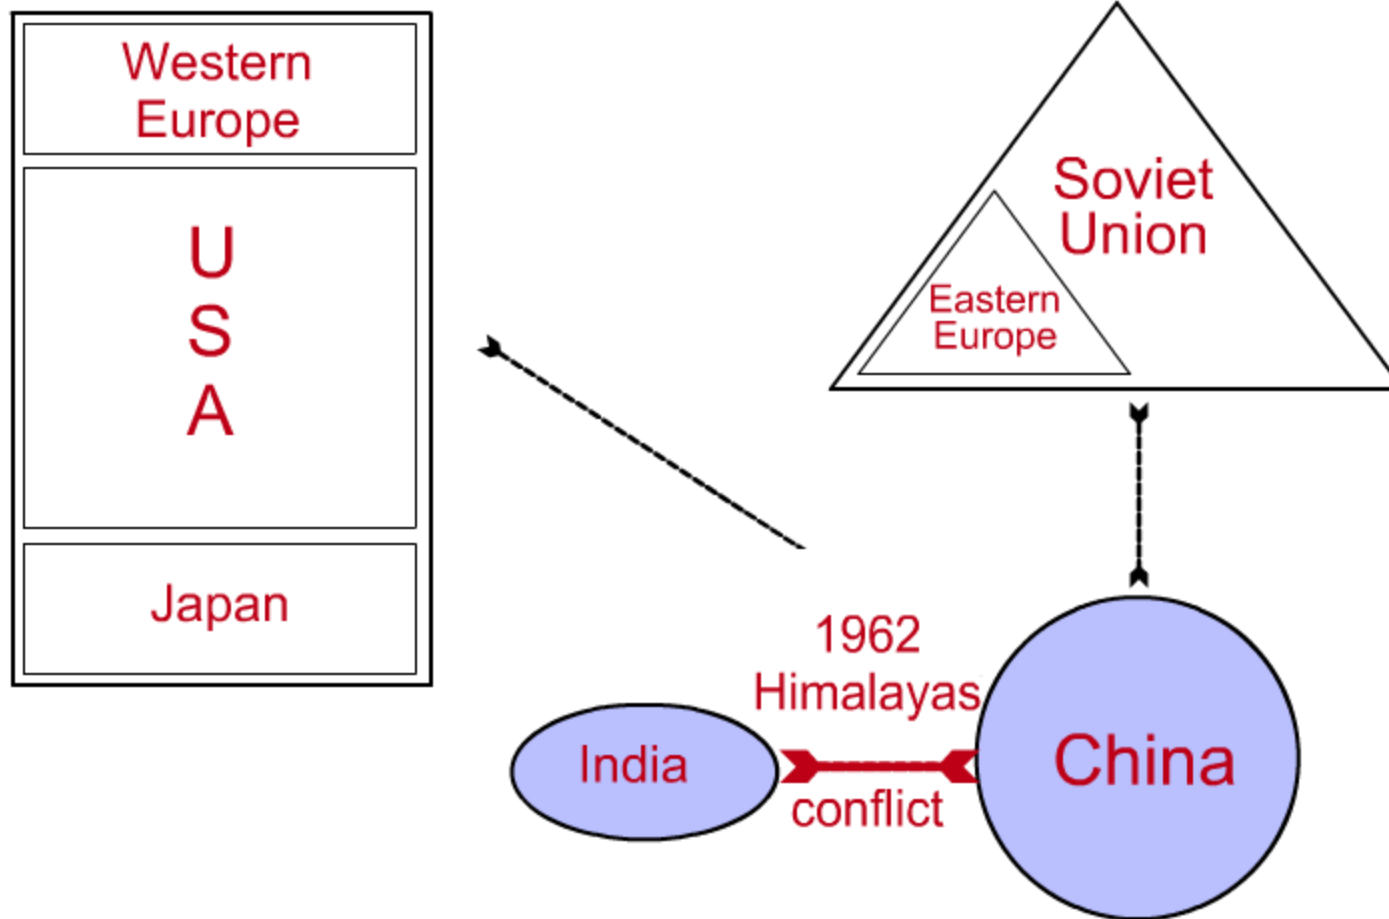 Western
Europe
U
S
A
Japan
Soviet
Union
Eastern
Europe
1962
Himalayas
conflict
India
China